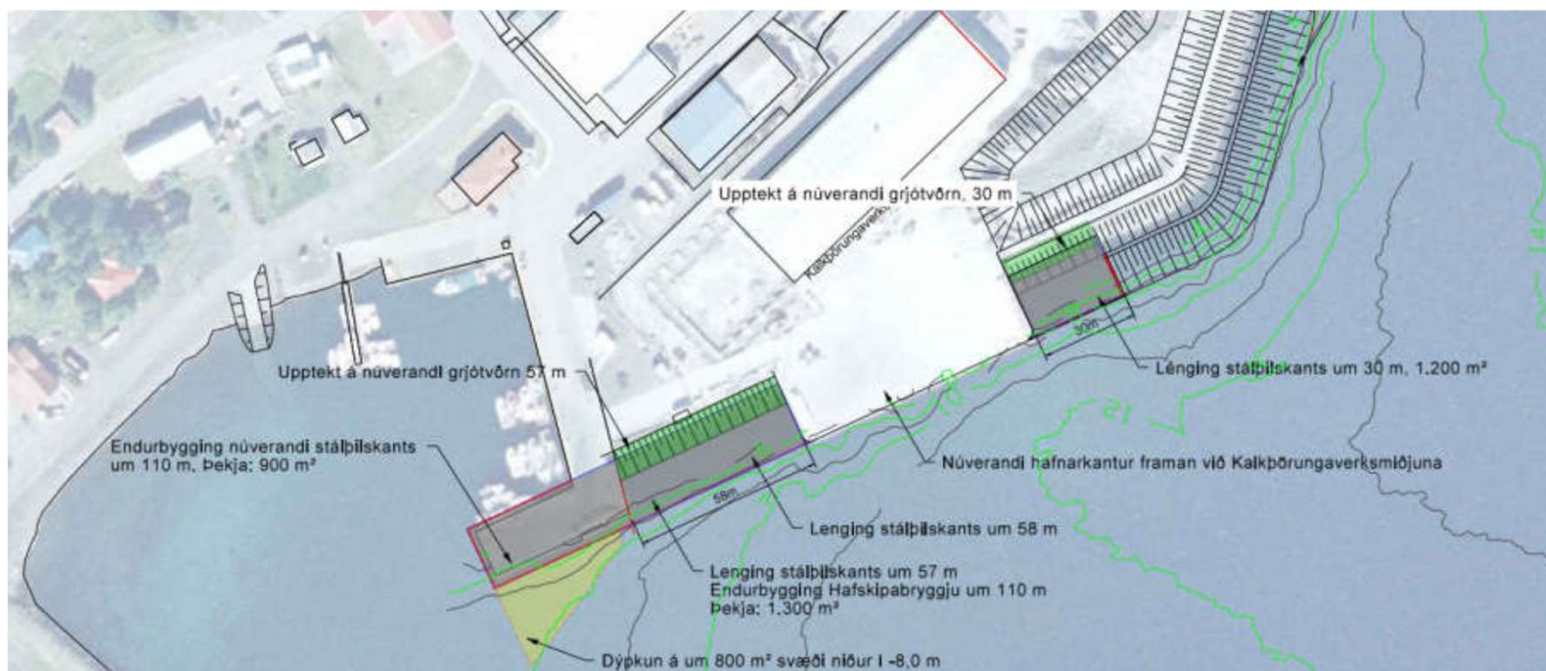 Upptekt á núverandi grjótvörn, 30 m
Kalkþörungaverks
30m
Lenging stálþilskants um 30 m, 1.200 m²
Upptekt á núverandi grjótvörn 57 m
Endurbygging núverandi stálþilskants
um 110 m, Þekja: 900 m²
Núverandi hafnarkantur framan við Kalkþörungaverksmiðjuna
58m
Lenging stálþilskants um 58 m
Lenging stálþilskants um 57 m
Endurbygging Hafskipabryggju um 110 m
Þekja: 1.300 m²
Dýpkun á um 800 m² svæði niður í -8,0 m